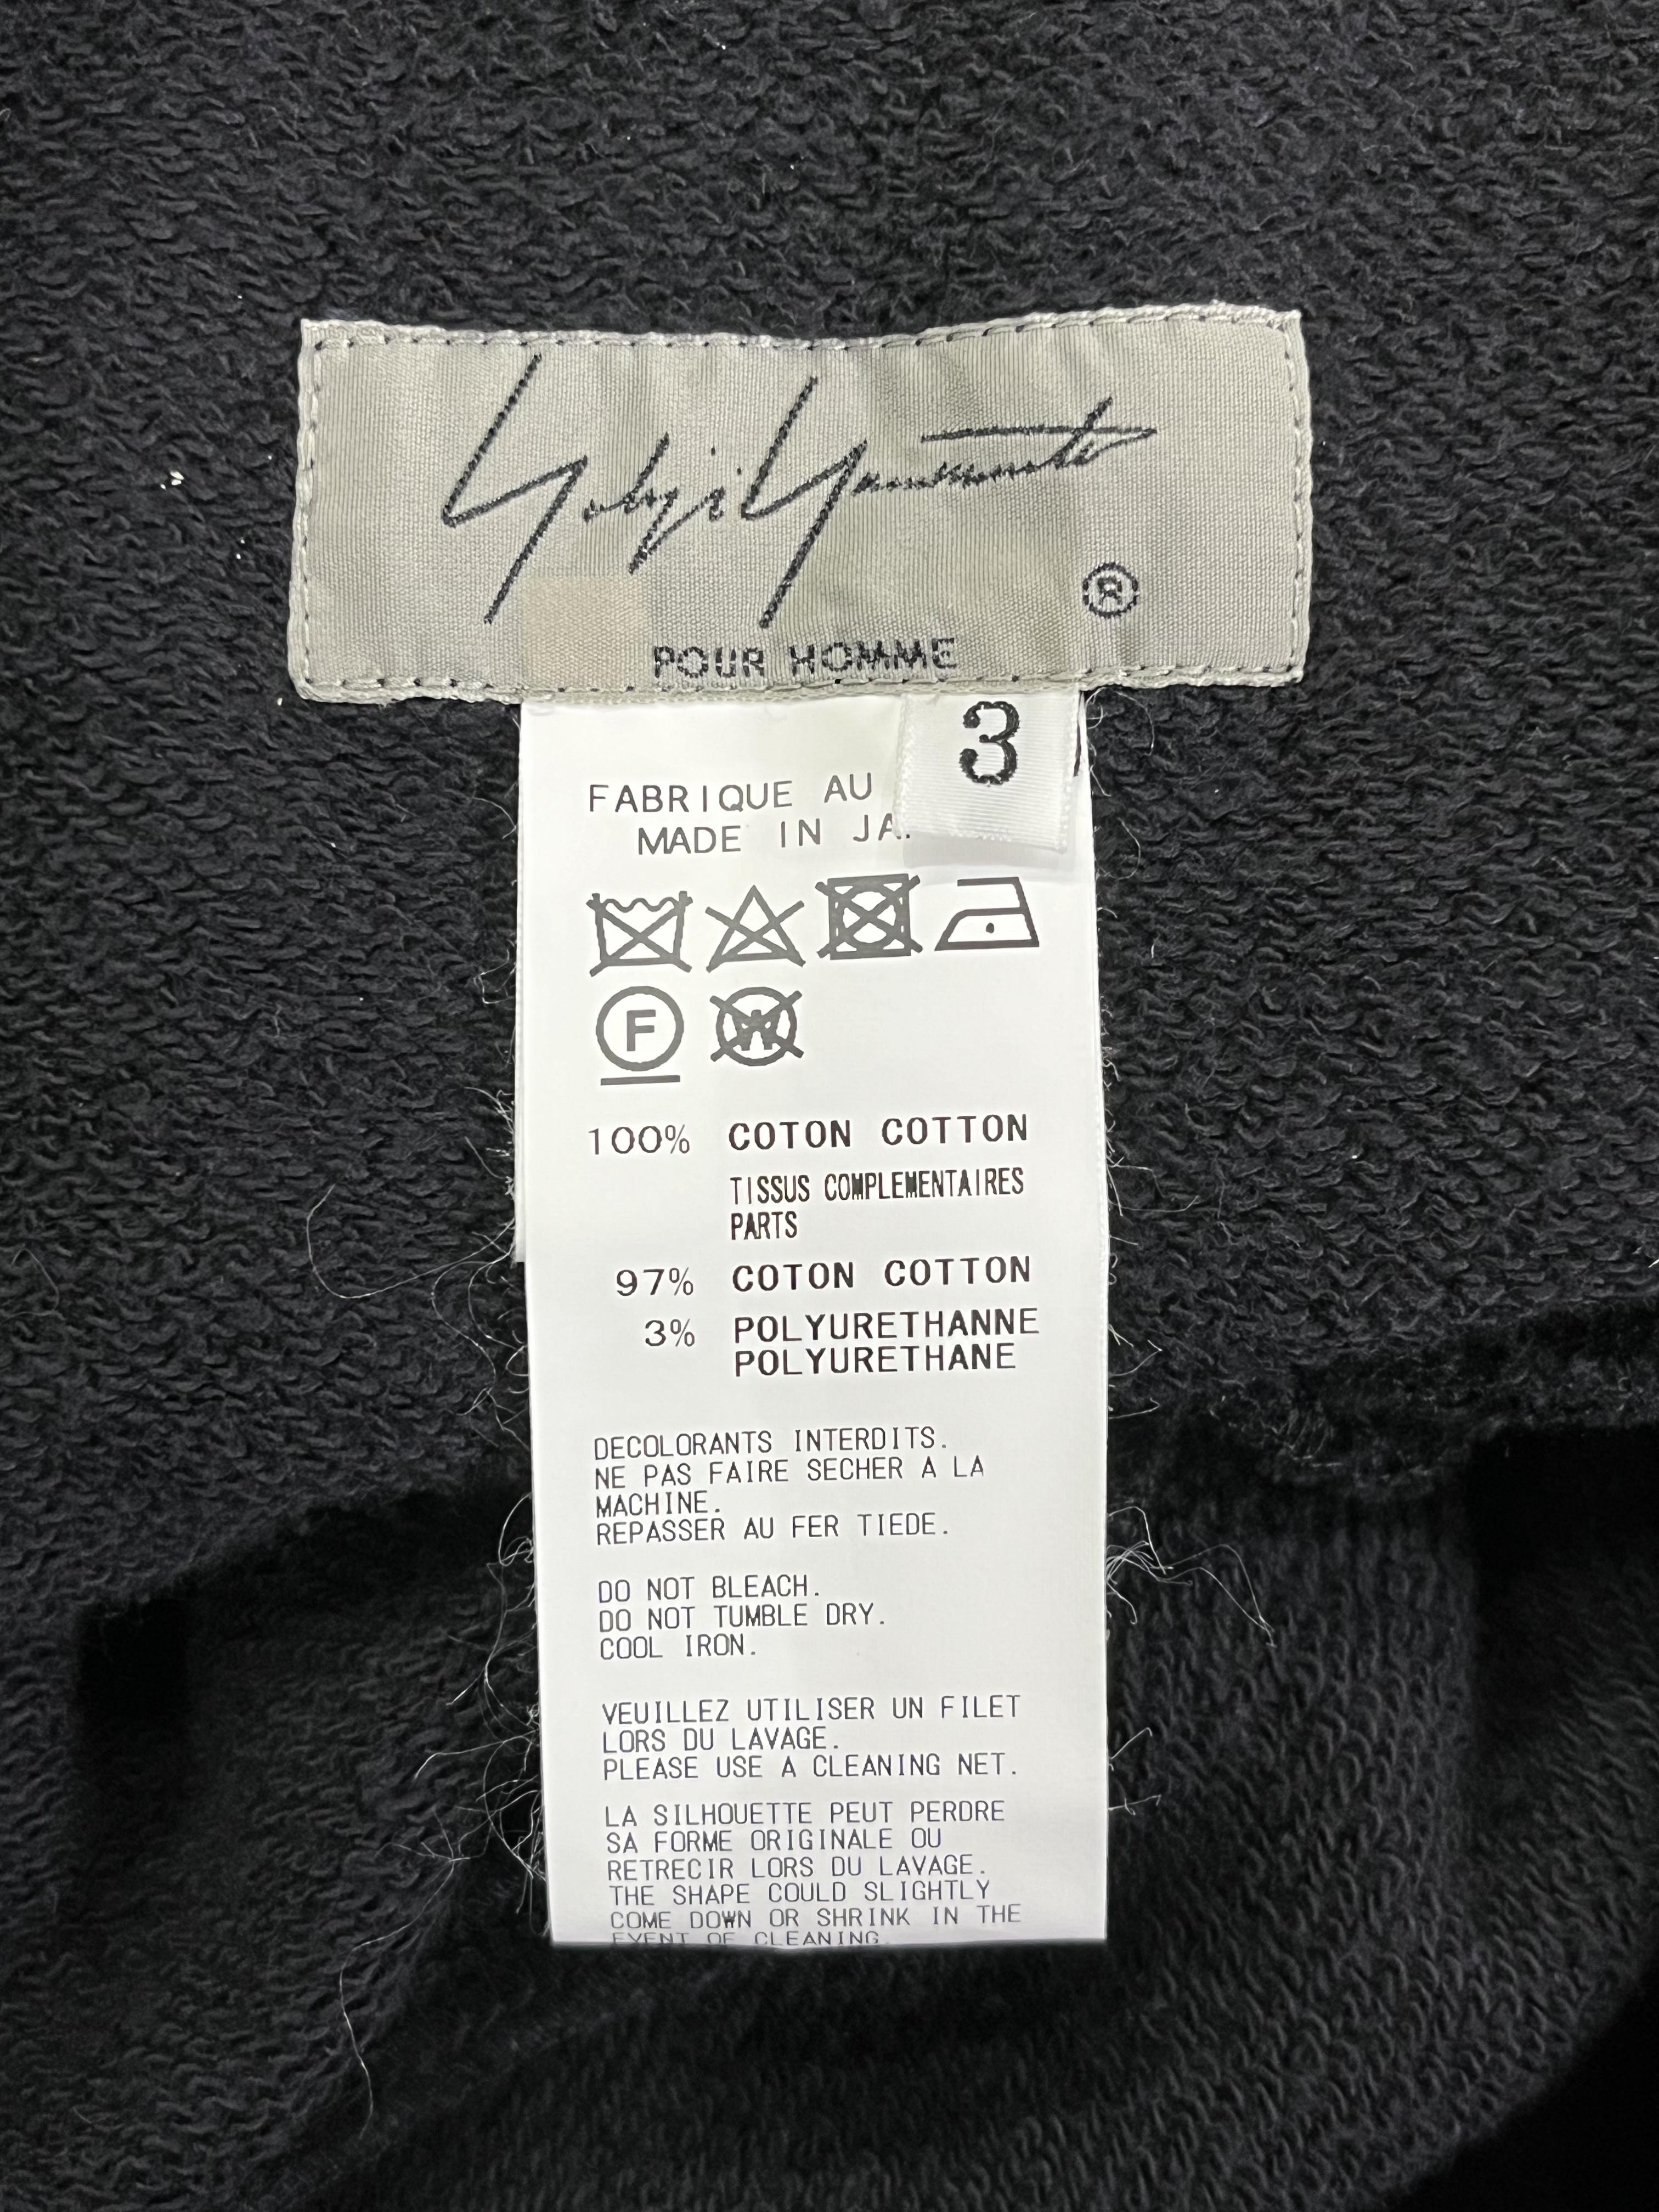 Yohji Yamamoto
®
POUR HOMME
3
FABRIQUE AU
MADE IN
F
W
100% COTON COTTON
TISSUS COMPLEMENTAIRES
PARTS
97% COTON COTTON
3% POLYURETHANNE
POLYURETHANE
DECOLORANTS INTERDITS.
NE PAS FAIRE SECHER A LA
MACHINE.
REPASSER AU FER TIEDE.
DO NOT BLEACH.
DO NOT TUMBLE DRY.
COOL IRON.
VEUILLEZ UTILISER UN FILET
LORS DU LAVAGE.
PLEASE USE A CLEANING NET.
LA SILHOUETTE PEUT PERDRE
SA FORME ORIGINALE OU
RETRECIR LORS DU LAVAGE.
THE SHAPE COULD SLIGHTLY
COME DOWN OR SHRINK IN THE
EVENT OF CLEANING.